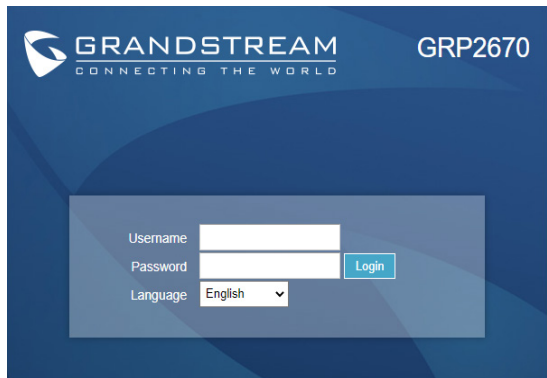 GRANDSTREAM GRP2670
CONNECTING THE WORLD
Username
Password Login
Language English